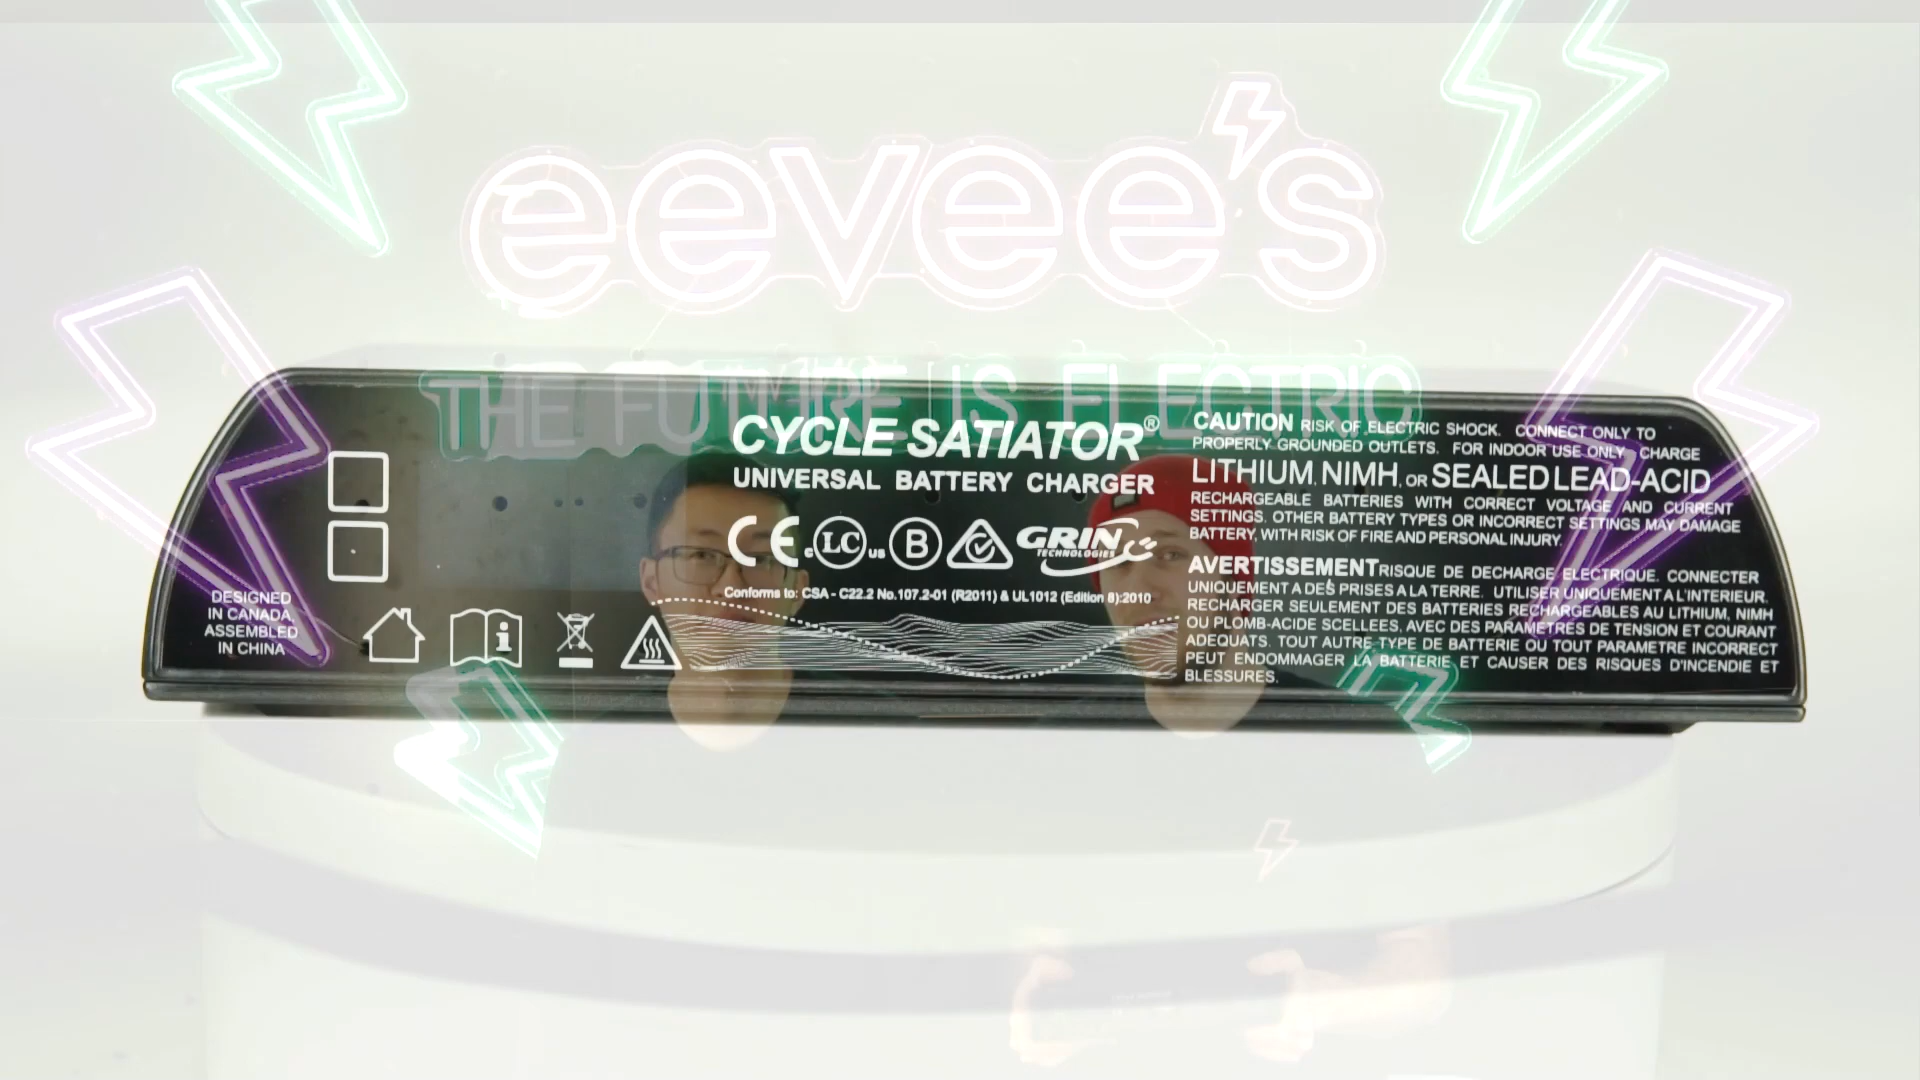 eevee's
THE FUTURE IS ELECTRIC
CYCLE SATIATOR®
UNIVERSAL BATTERY CHARGER
CE cLCus B GRIN
TECHNOLOGIES
Conforms to: CSA - C22.2 No.107.2-01 (R2011) & UL1012 (Edition 8):2010
DESIGNED
IN CANADA,
ASSEMBLED
IN CHINA
CAUTION RISK OF ELECTRIC SHOCK. CONNECT ONLY TO
PROPERLY GROUNDED OUTLETS. FOR INDOOR USE ONLY. CHARGE
LITHIUM, NIMH, OR SEALED LEAD-ACID
RECHARGEABLE BATTERIES WITH CORRECT VOLTAGE AND CURRENT
SETTINGS. OTHER BATTERY TYPES OR INCORRECT SETTINGS MAY DAMAGE
BATTERY, WITH RISK OF FIRE AND PERSONAL INJURY.
AVERTISSEMENT RISQUE DE DECHARGE ELECTRIQUE. CONNECTER
UNIQUEMENT A DES PRISES A LA TERRE. UTILISER UNIQUEMENT A L'INTERIEUR.
RECHARGER SEULEMENT DES BATTERIES RECHARGEABLES AU LITHIUM, NIMH
OU PLOMB-ACIDE SCELLEES, AVEC DES PARAMETRES DE TENSION ET COURANT
ADEQUATS. TOUT AUTRE TYPE DE BATTERIE OU TOUT PARAMETRE INCORRECT
PEUT ENDOMMAGER LA BATTERIE ET CAUSER DES RISQUES D'INCENDIE ET
BLESSURES.